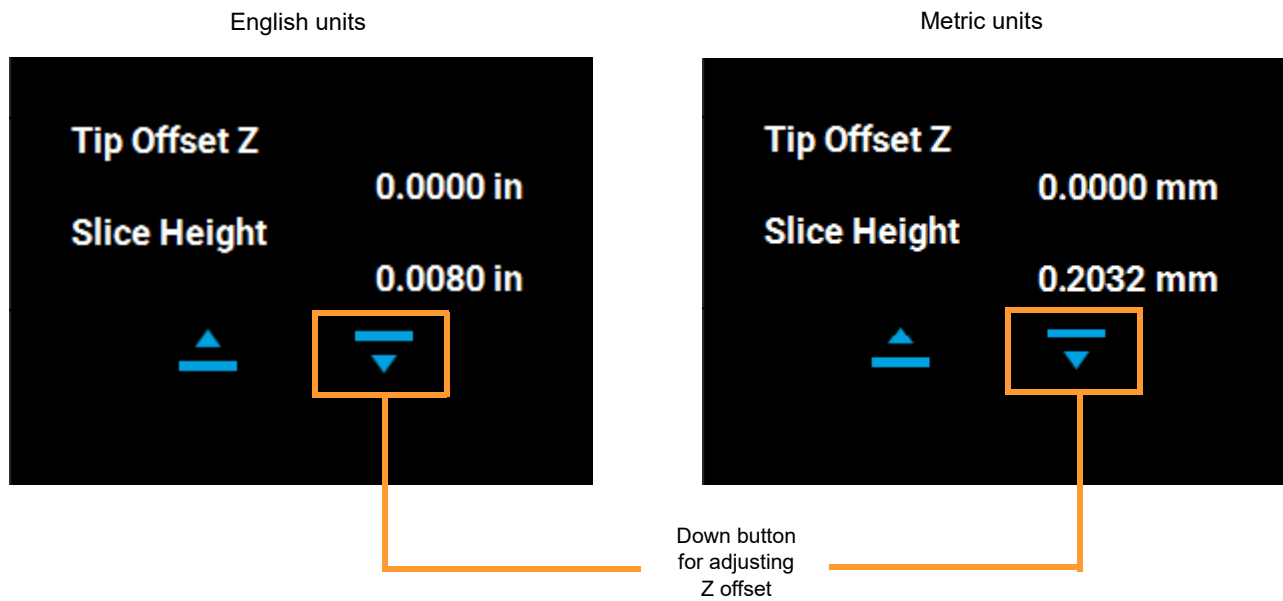 English units
Metric units
Tip Offset Z
0.0000 in
Slice Height
0.0080 in
Tip Offset Z
0.0000 mm
Slice Height
0.2032 mm
Down button
for adjusting
Z offset